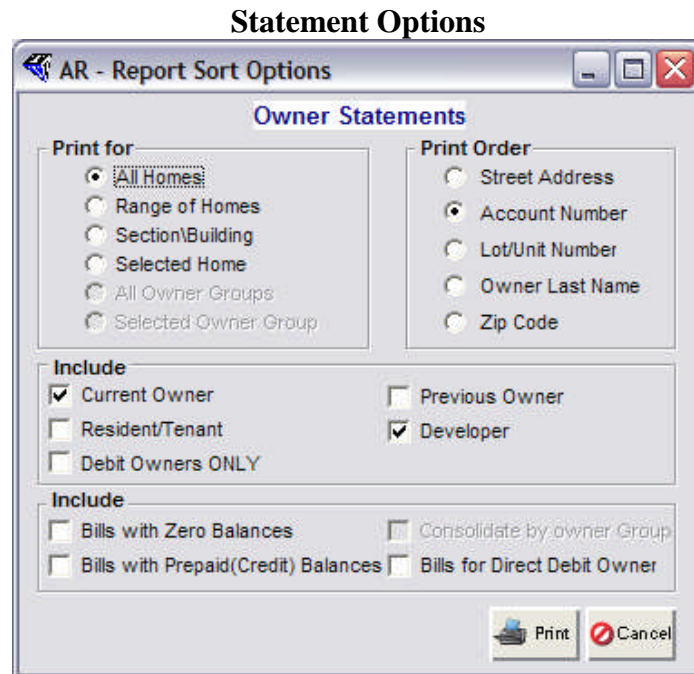 Statement Options
AR - Report Sort Options
Owner Statements
Print for
All Homes
Range of Homes
Section\Building
Selected Home
All Owner Groups
Selected Owner Group
Print Order
Street Address
Account Number
Lot/Unit Number
Owner Last Name
Zip Code
Include
Current Owner
Previous Owner
Resident/Tenant
Developer
Debit Owners ONLY
Include
Bills with Zero Balances
Consolidate by owner Group
Bills with Prepaid(Credit) Balances
Bills for Direct Debit Owner
Print
Cancel